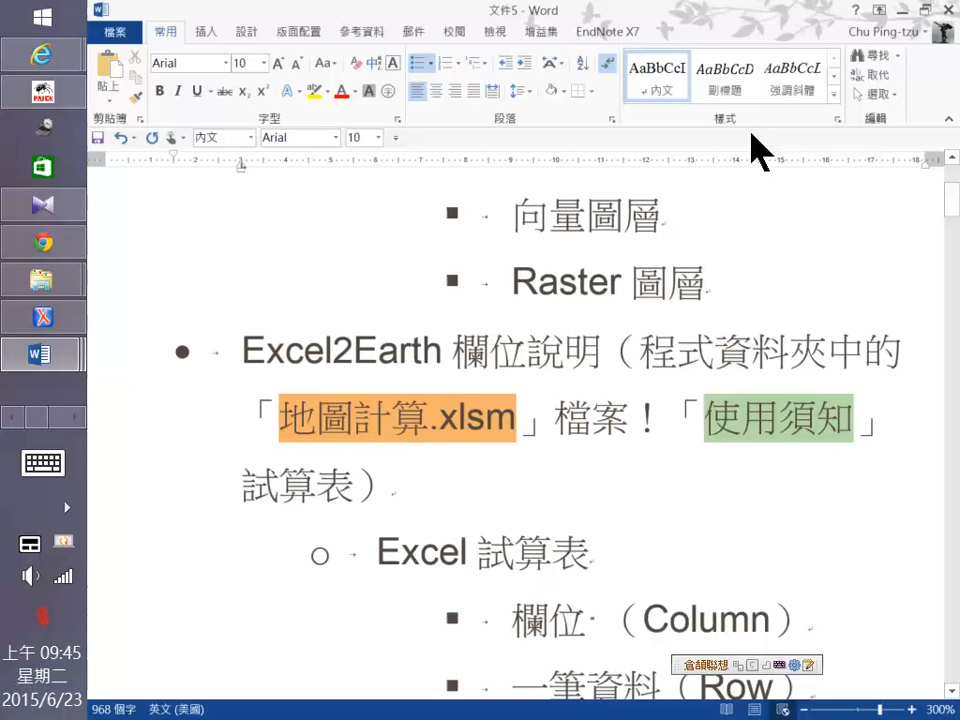 文件5 - Word
檔案 常用 插入 設計 版面配置 參考資料 郵件 校閱 檢視 增益集 EndNote X7 Chu Ping-tzu
貼上
Arial 10
AaBbCcI AaBbCcD AaBbCcL
內文 副標題 強調斜體
尋找
取代
選取
剪貼簿 字型 段落 樣式 編輯
內文 Arial 10
向量圖層
Raster 圖層
Excel2Earth 欄位說明（程式資料夾中的
「地圖計算.xlsm」檔案！「使用須知」
試算表）
Excel 試算表
欄位 （Column）
倉頡聯想
一筆資料（Row）
上午 09:45
星期二
2015/6/23
968 個字 英文 (美國) 300%